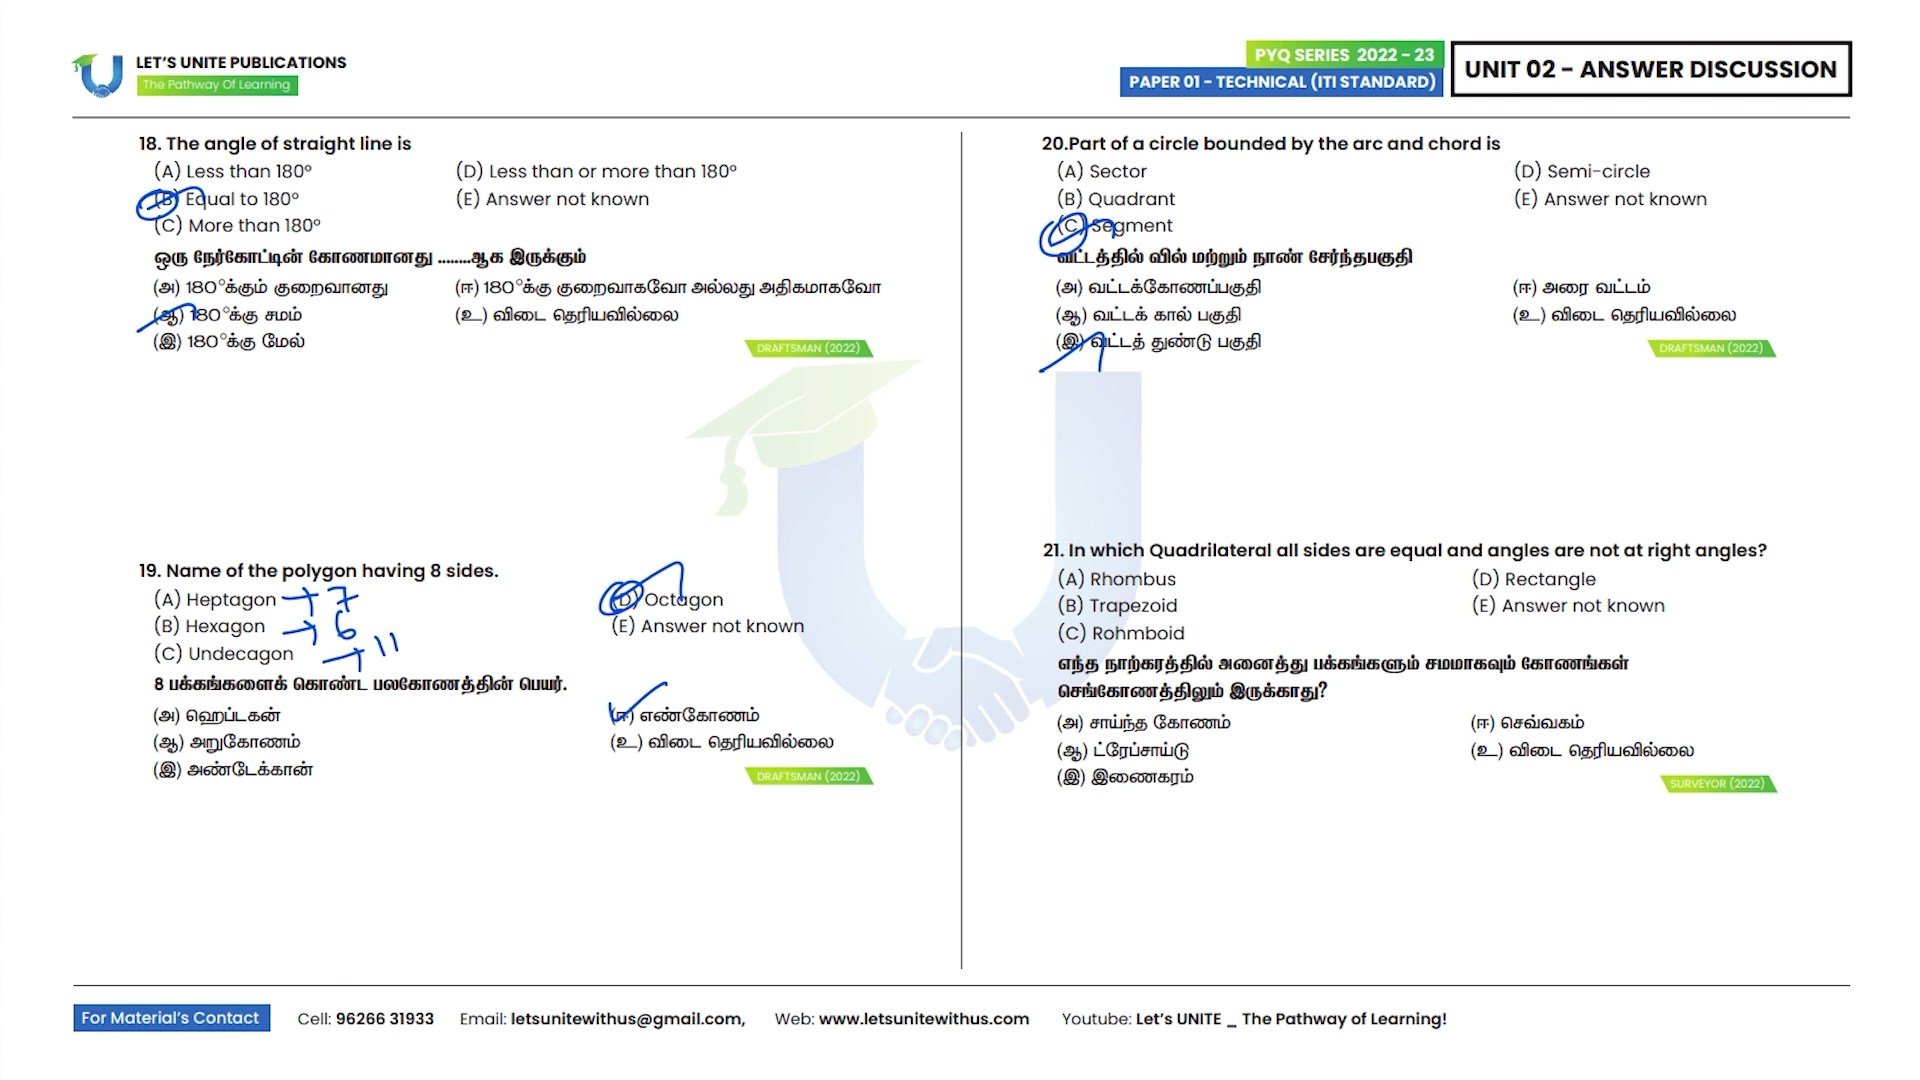 LET'S UNITE PUBLICATIONS
The Pathway Of Learning
PYQ SERIES 2022 - 23
PAPER 01 - TECHNICAL (ITI STANDARD)
UNIT 02 - ANSWER DISCUSSION
18. The angle of straight line is
(A) Less than 180° (D) Less than or more than 180°
(B) Equal to 180° (E) Answer not known
(C) More than 180°
ஒரு நேர்கோட்டின் கோணமானது ........ஆக இருக்கும்
(அ) 180°க்கும் குறைவானது (ஈ) 180°க்கு குறைவாகவோ அல்லது அதிகமாகவோ
(ஆ) 180°க்கு சமம் (உ) விடை தெரியவில்லை
(இ) 180°க்கு மேல்
DRAFTSMAN (2022)
19. Name of the polygon having 8 sides.
(A) Heptagon → 7 (D) Octagon
(B) Hexagon → 6 (E) Answer not known
(C) Undecagon → 11
8 பக்கங்களைக் கொண்ட பலகோணத்தின் பெயர்.
(அ) ஹெப்டகன் (ஈ) எண்கோணம்
(ஆ) அறுகோணம் (உ) விடை தெரியவில்லை
(இ) அண்டேக்கான்
DRAFTSMAN (2022)
20.Part of a circle bounded by the arc and chord is
(A) Sector (D) Semi-circle
(B) Quadrant (E) Answer not known
(C) Segment
வட்டத்தில் வில் மற்றும் நாண் சேர்ந்தபகுதி
(அ) வட்டக்கோணப்பகுதி (ஈ) அரை வட்டம்
(ஆ) வட்டக் கால் பகுதி (உ) விடை தெரியவில்லை
(இ) வட்டத் துண்டு பகுதி
DRAFTSMAN (2022)
21. In which Quadrilateral all sides are equal and angles are not at right angles?
(A) Rhombus (D) Rectangle
(B) Trapezoid (E) Answer not known
(C) Rohmboid
எந்த நாற்கரத்தில் அனைத்து பக்கங்களும் சமமாகவும் கோணங்கள்
செங்கோணத்திலும் இருக்காது?
(அ) சாய்ந்த கோணம் (ஈ) செவ்வகம்
(ஆ) ட்ரேப்சாய்டு (உ) விடை தெரியவில்லை
(இ) இணைகரம்
SURVEYOR (2022)
For Material's Contact Cell: 96266 31933 Email: letsunitewithus@gmail.com, Web: www.letsunitewithus.com Youtube: Let's UNITE _ The Pathway of Learning!